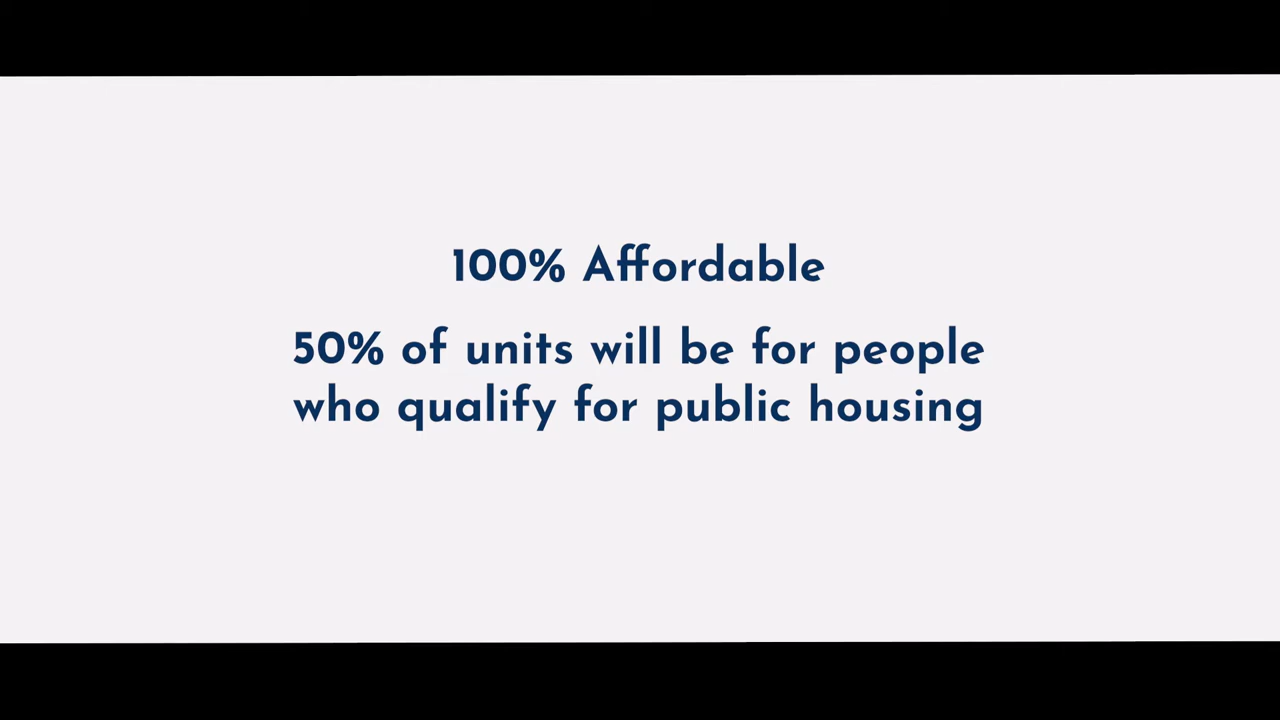 100% Affordable
50% of units will be for people
who qualify for public housing